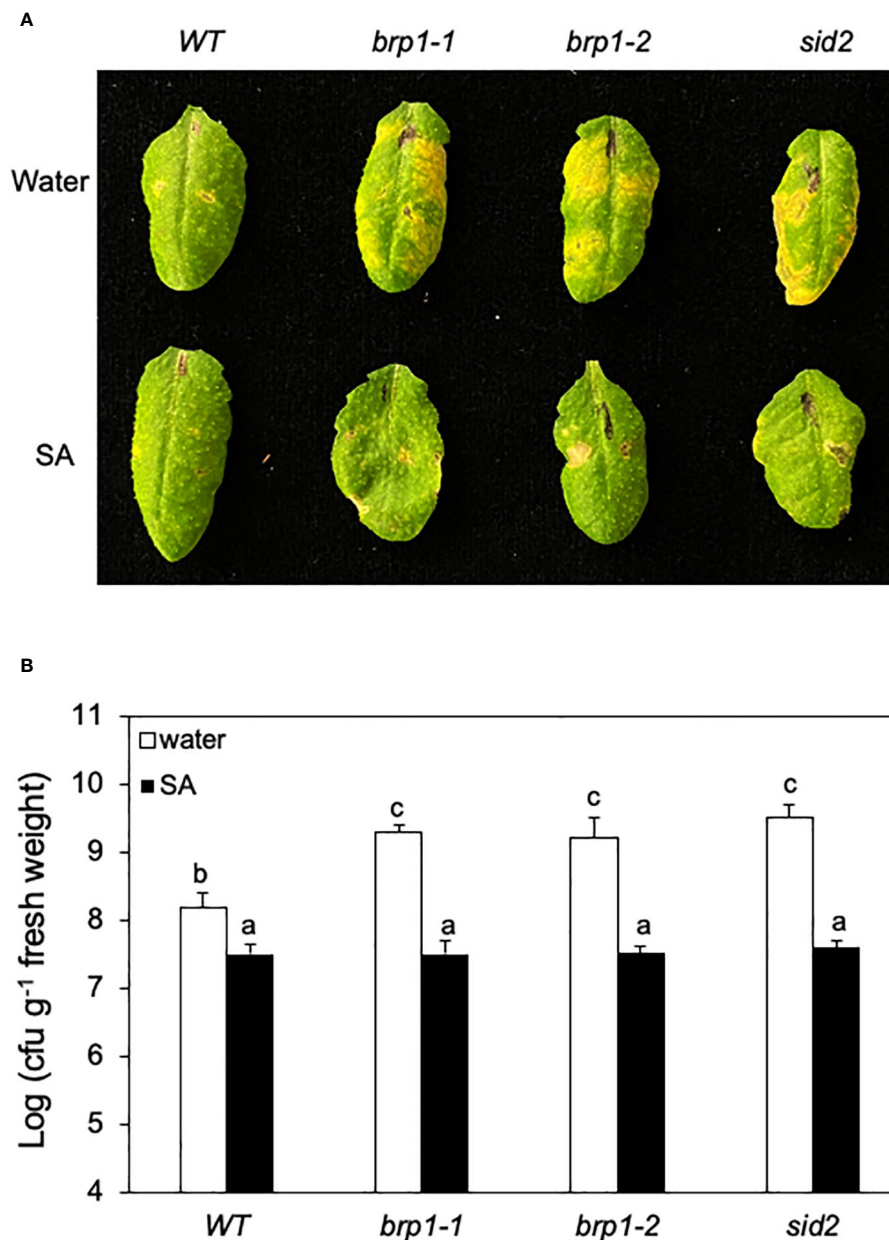 A
WT brp1-1 brp1-2 sid2
Water
SA
B
11
10
9
8
7
6
5
4
Log (cfu g⁻¹ fresh weight)
water
SA
b
a
c
a
c
a
c
a
WT brp1-1 brp1-2 sid2